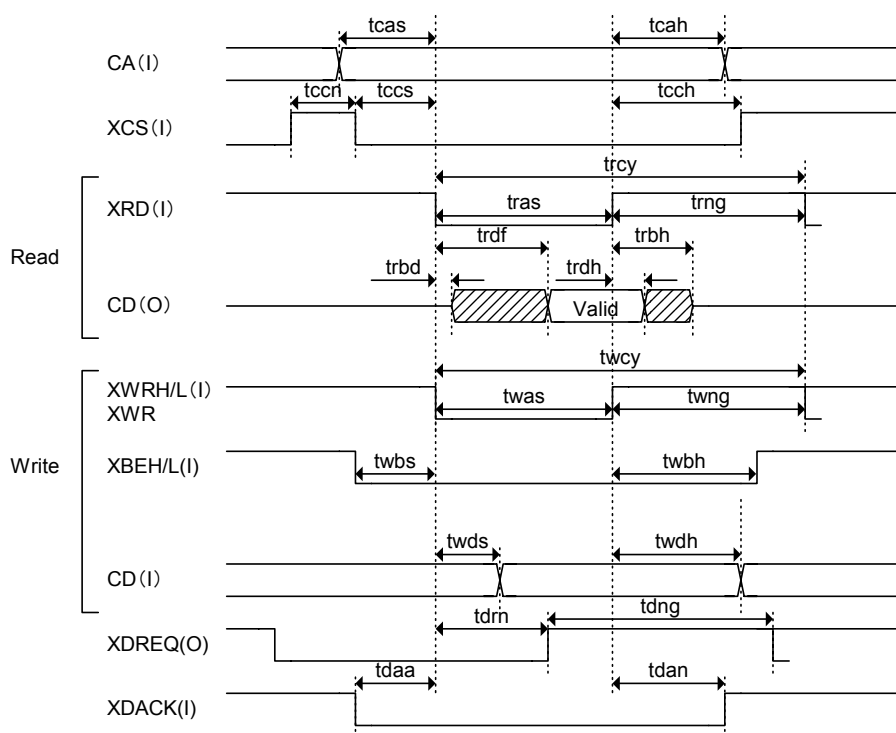 tcas tcah
CA(I)
tccn tccs tcch
XCS(I)
trcy
XRD(I) tras trng
Read
trdf trbh
trbd trdh
CD(O) Valid
twcy
XWRH/L(I)
XWR twas twng
Write
XBEH/L(I) twbs twbh
twds twdh
CD(I)
tdrn tdng
XDREQ(O)
tdaa tdan
XDACK(I)